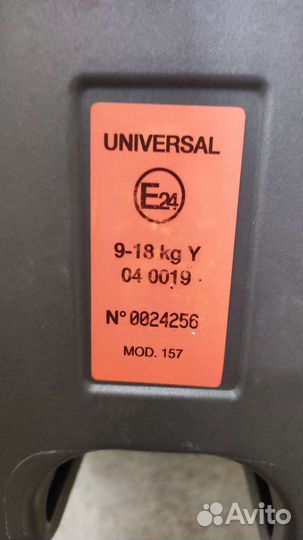 UNIVERSAL
E24
9-18 kg Y
04 0019
N° 0024256
MOD. 157
Avito